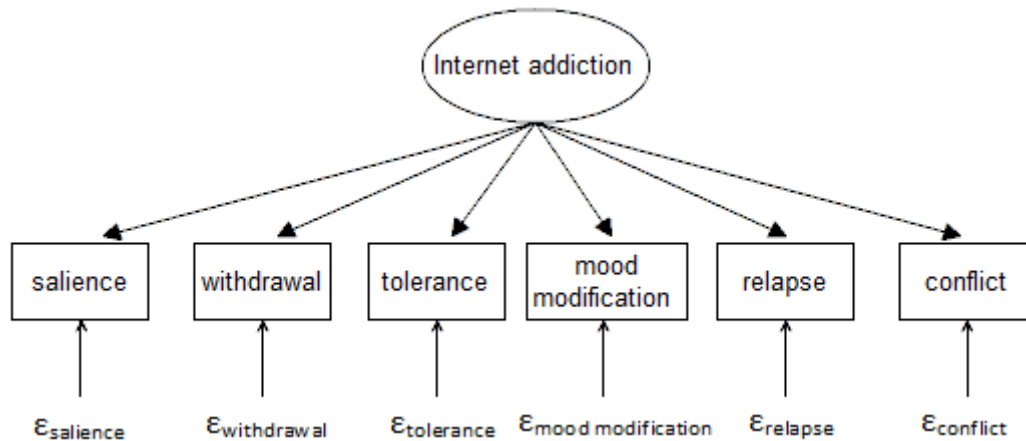 Internet addiction
salience
withdrawal
tolerance
mood
modification
relapse
conflict
εsalience
εwithdrawal
εtolerance
εmood modification
εrelapse
εconflict